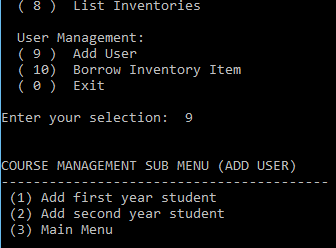 ( 8 ) List Inventories
User Management:
( 9 ) Add User
( 10) Borrow Inventory Item
( 0 ) Exit
Enter your selection: 9
COURSE MANAGEMENT SUB MENU (ADD USER)
-----------------------------------------
(1) Add first year student
(2) Add second year student
(3) Main Menu